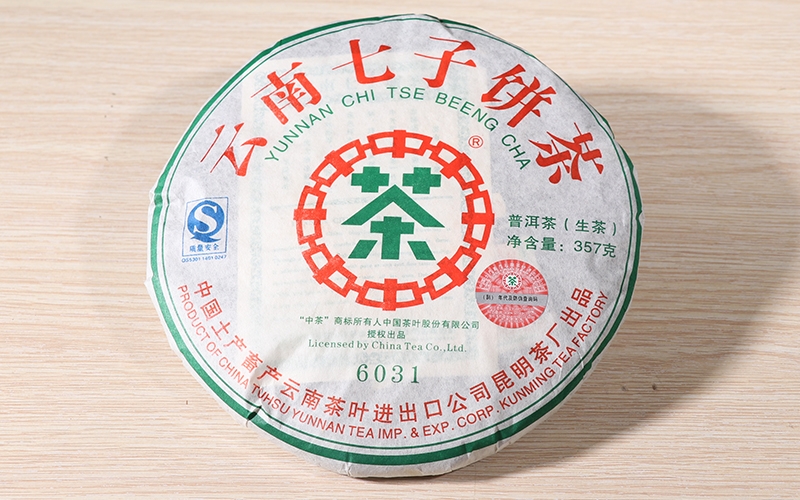 云南七子饼茶
YUNNAN CHI TSE BEENG CHA
®
茶
普洱茶（生茶）
净含量：357克
质量安全
QS5301 1401 0247
“中茶”商标所有人中国茶叶股份有限公司
授权出品
Licensed by China Tea Co.,Ltd.
6031
中国土产畜产云南茶叶进出口公司昆明茶厂出品
PRODUCT OF CHINA TVHSU YUNNAN TEA IMP. & EXP. CORP. KUNMING TEA FACTORY